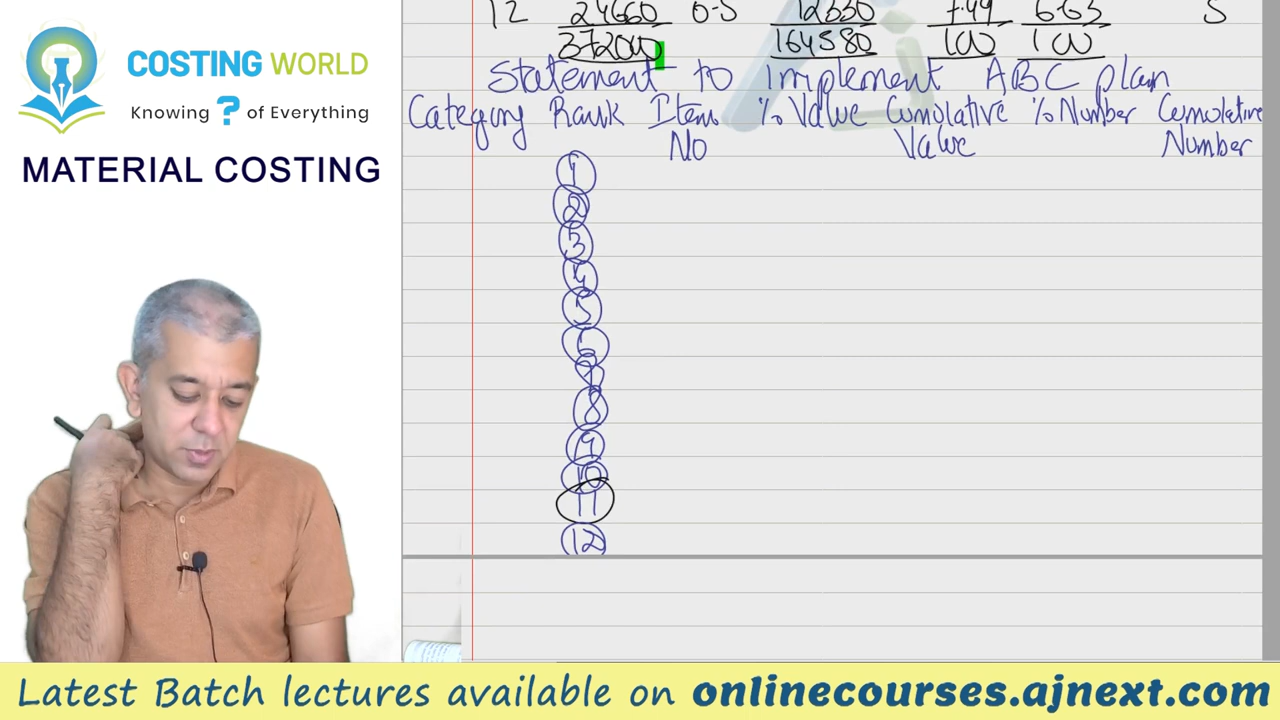 COSTING WORLD
Knowing ? of Everything
MATERIAL COSTING
12 24660 0.5 12330 7.49 6.63 5
372000 164580 100 100
Statement to Implement ABC plan
Category Rank Item No % Value Cumulative Value % Number Cumulative Number
1
2
3
4
5
6
7
8
9
10
11
12
Latest Batch lectures available on onlinecourses.ajnext.com